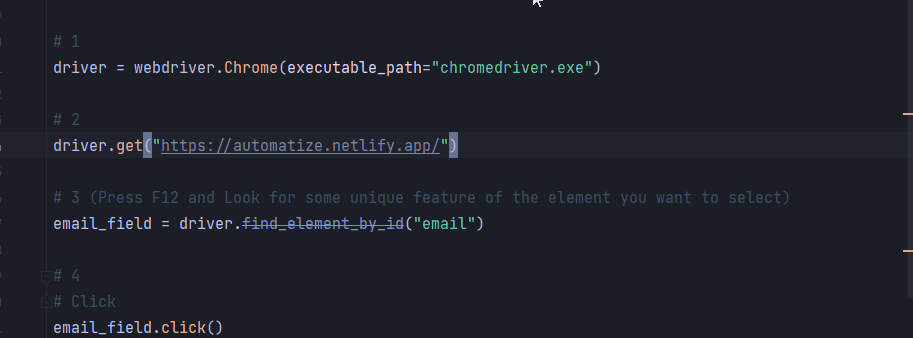 # 1
driver = webdriver.Chrome(executable_path="chromedriver.exe")
# 2
driver.get("https://automatize.netlify.app/")
# 3 (Press F12 and Look for some unique feature of the element you want to select)
email_field = driver.find_element_by_id("email")
# 4
# Click
email_field.click()